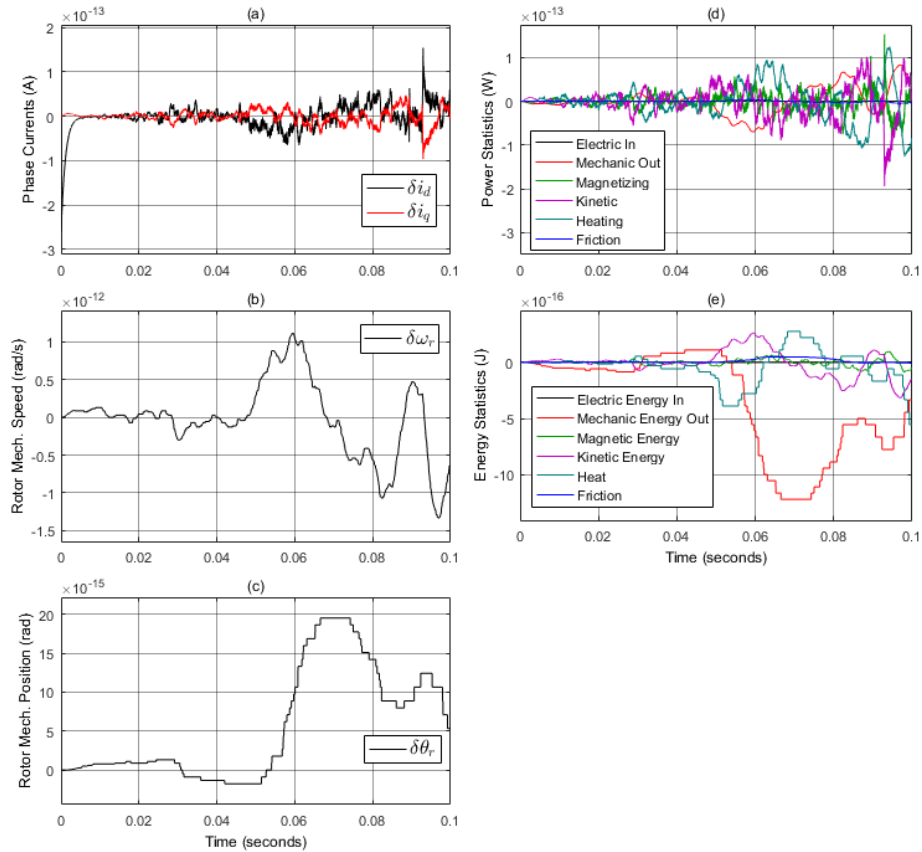 (a)
×10⁻¹³
Phase Currents (A)
2
1
0
-1
-2
-3
δi_d
δi_q
0 0.02 0.04 0.06 0.08 0.1
(b)
×10⁻¹²
Rotor Mech. Speed (rad/s)
1
0.5
0
-0.5
-1
-1.5
δω_r
0 0.02 0.04 0.06 0.08 0.1
(c)
×10⁻¹⁵
Rotor Mech. Position (rad)
20
15
10
5
0
δθ_r
0 0.02 0.04 0.06 0.08 0.1
Time (seconds)
(d)
×10⁻¹³
Power Statistics (W)
1
0
-1
-2
-3
Electric In
Mechanic Out
Magnetizing
Kinetic
Heating
Friction
0 0.02 0.04 0.06 0.08 0.1
(e)
×10⁻¹⁶
Energy Statistics (J)
0
-5
-10
Electric Energy In
Mechanic Energy Out
Magnetic Energy
Kinetic Energy
Heat
Friction
0 0.02 0.04 0.06 0.08 0.1
Time (seconds)